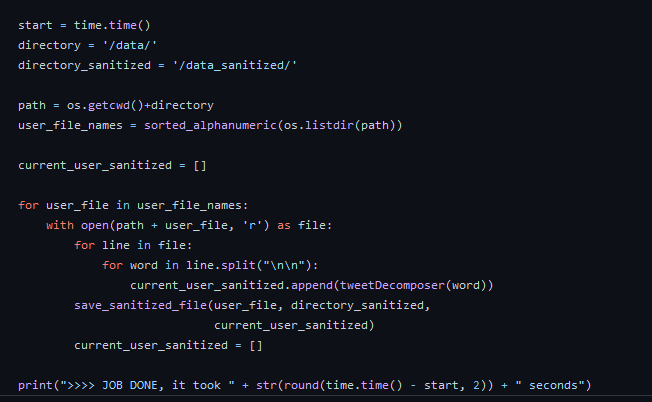 start = time.time()
directory = '/data/'
directory_sanitized = '/data_sanitized/'

path = os.getcwd()+directory
user_file_names = sorted_alphanumeric(os.listdir(path))

current_user_sanitized = []

for user_file in user_file_names:
    with open(path + user_file, 'r') as file:
        for line in file:
            for word in line.split("\n\n"):
                current_user_sanitized.append(tweetDecomposer(word))
        save_sanitized_file(user_file, directory_sanitized,
                            current_user_sanitized)
        current_user_sanitized = []

print(">>>> JOB DONE, it took " + str(round(time.time() - start, 2)) + " seconds")